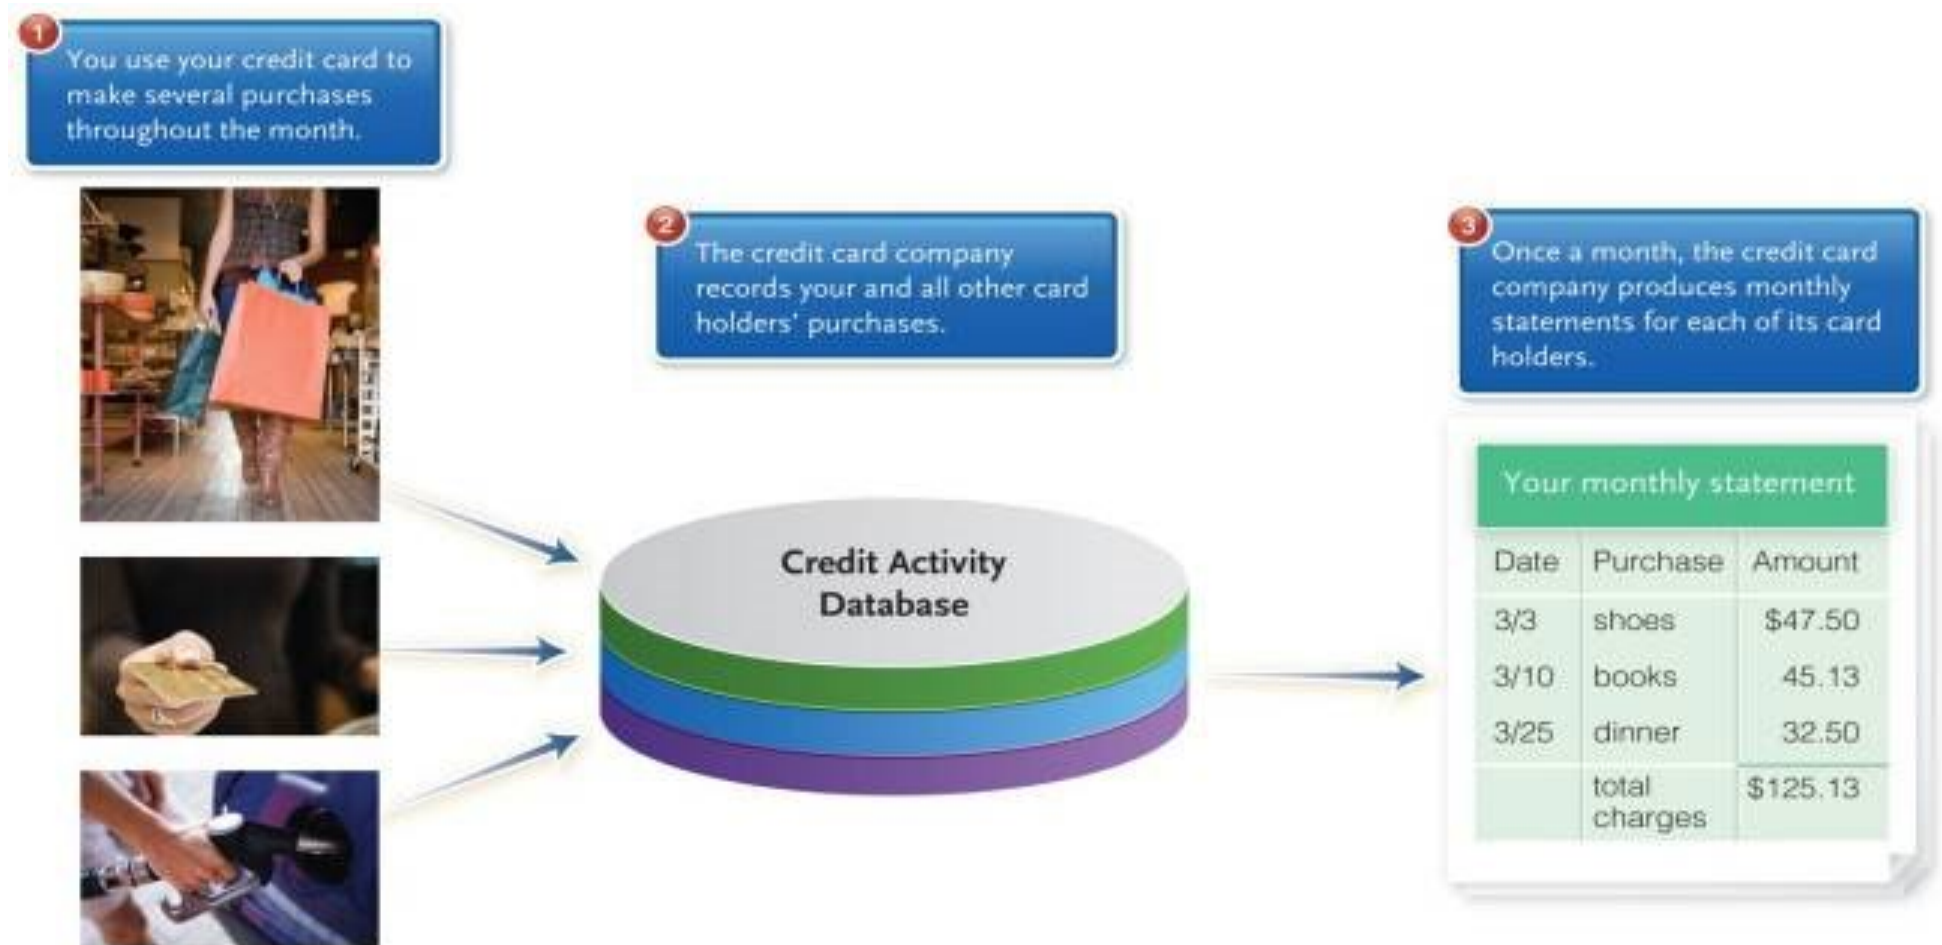 1
You use your credit card to
make several purchases
throughout the month.
2
The credit card company
records your and all other card
holders' purchases.
3
Once a month, the credit card
company produces monthly
statements for each of its card
holders.
Credit Activity
Database
Your monthly statement
Date Purchase Amount
3/3 shoes $47.50
3/10 books 45.13
3/25 dinner 32.50
total $125.13
charges